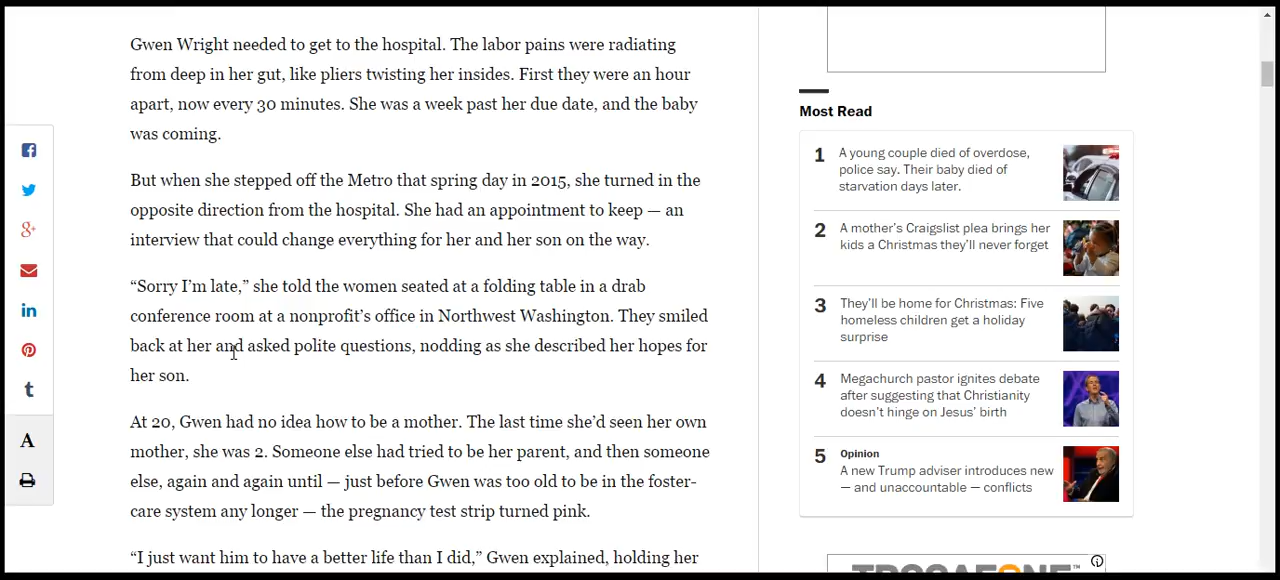 Gwen Wright needed to get to the hospital. The labor pains were radiating
from deep in her gut, like pliers twisting her insides. First they were an hour
apart, now every 30 minutes. She was a week past her due date, and the baby
was coming.
But when she stepped off the Metro that spring day in 2015, she turned in the
opposite direction from the hospital. She had an appointment to keep — an
interview that could change everything for her and her son on the way.
“Sorry I’m late,” she told the women seated at a folding table in a drab
conference room at a nonprofit’s office in Northwest Washington. They smiled
back at her and asked polite questions, nodding as she described her hopes for
her son.
At 20, Gwen had no idea how to be a mother. The last time she’d seen her own
mother, she was 2. Someone else had tried to be her parent, and then someone
else, again and again until — just before Gwen was too old to be in the foster-
care system any longer — the pregnancy test strip turned pink.
“I just want him to have a better life than I did,” Gwen explained, holding her
A
Most Read
1
A young couple died of overdose,
police say. Their baby died of
starvation days later.
2
A mother’s Craigslist plea brings her
kids a Christmas they’ll never forget
3
They’ll be home for Christmas: Five
homeless children get a holiday
surprise
4
Megachurch pastor ignites debate
after suggesting that Christianity
doesn’t hinge on Jesus’ birth
5
Opinion
A new Trump adviser introduces new
— and unaccountable — conflicts